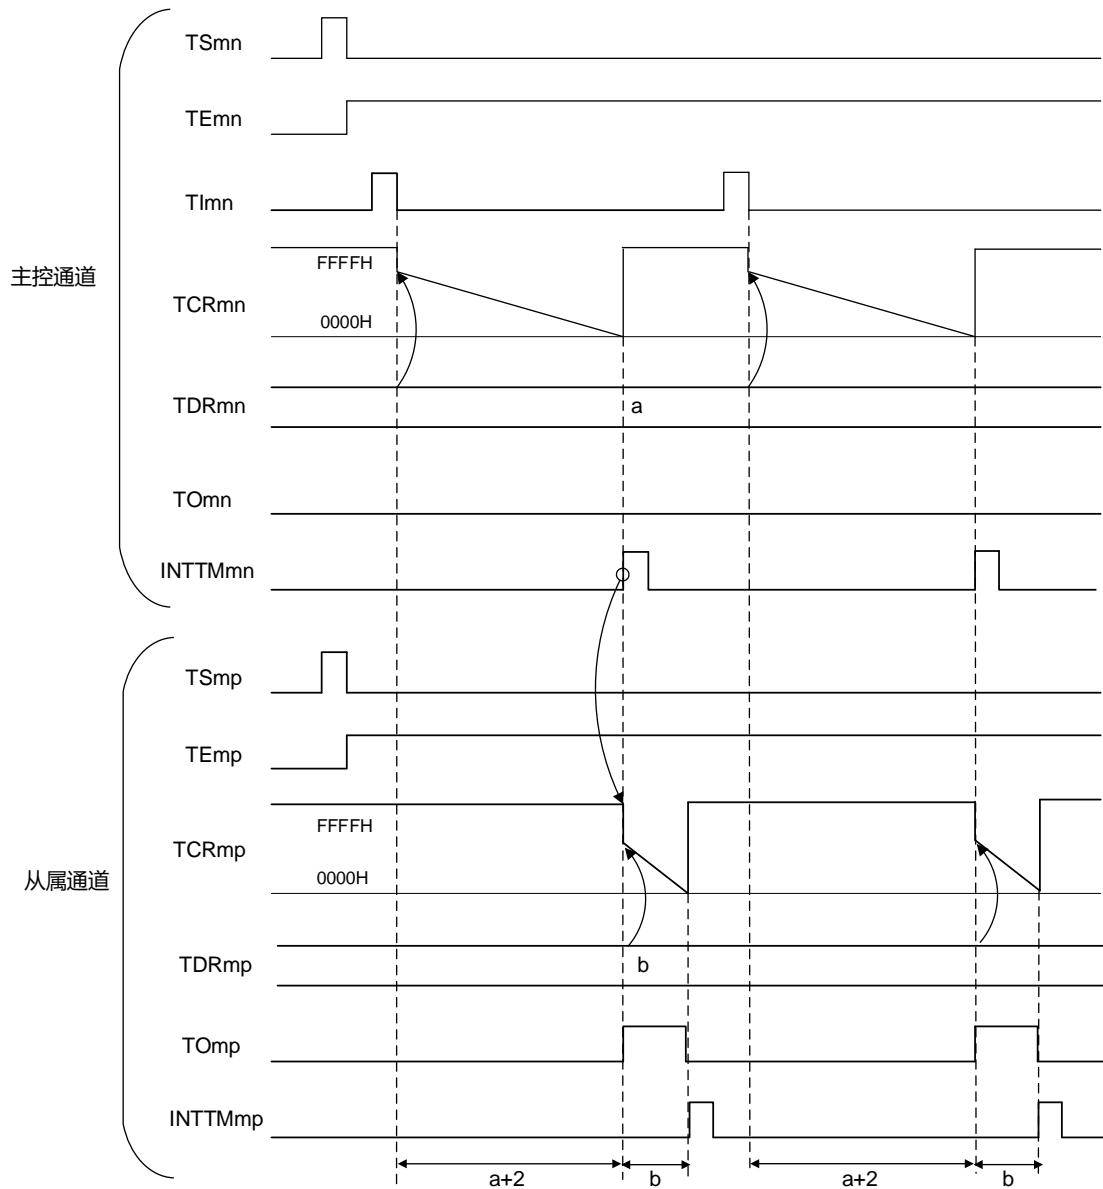 TSmn
TEmn
TImn
主控通道
FFFFH
TCRmn
0000H
TDRmn
a
TOmn
INTTMmn
TSmp
TEmp
FFFFH
TCRmp
从属通道
0000H
TDRmp
b
TOmp
INTTMmp
a+2 b a+2 b